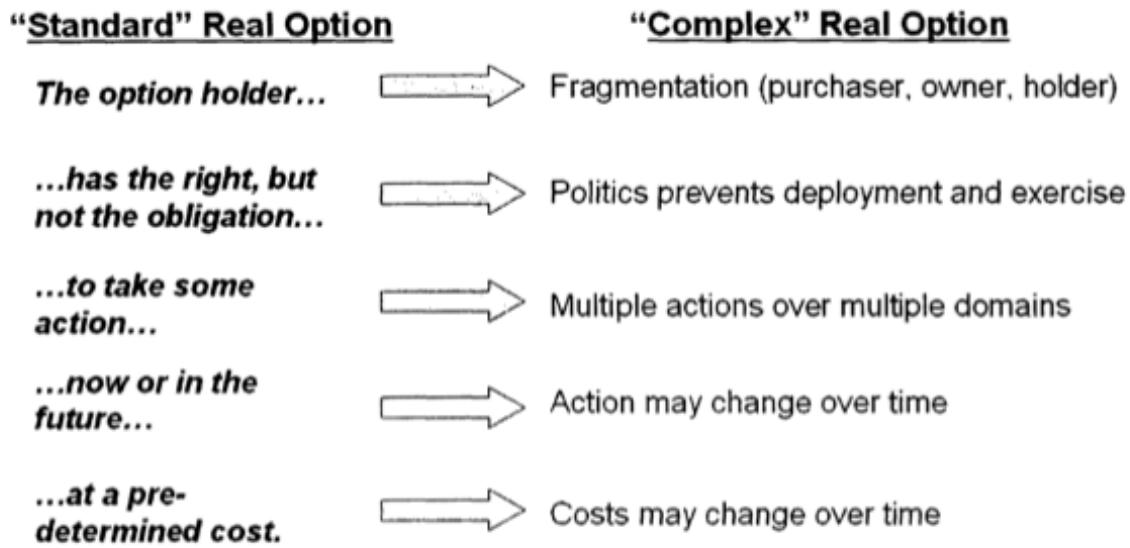 “Standard” Real Option
“Complex” Real Option
The option holder…
Fragmentation (purchaser, owner, holder)
…has the right, but
not the obligation…
Politics prevents deployment and exercise
…to take some
action…
Multiple actions over multiple domains
…now or in the
future…
Action may change over time
…at a pre-
determined cost.
Costs may change over time